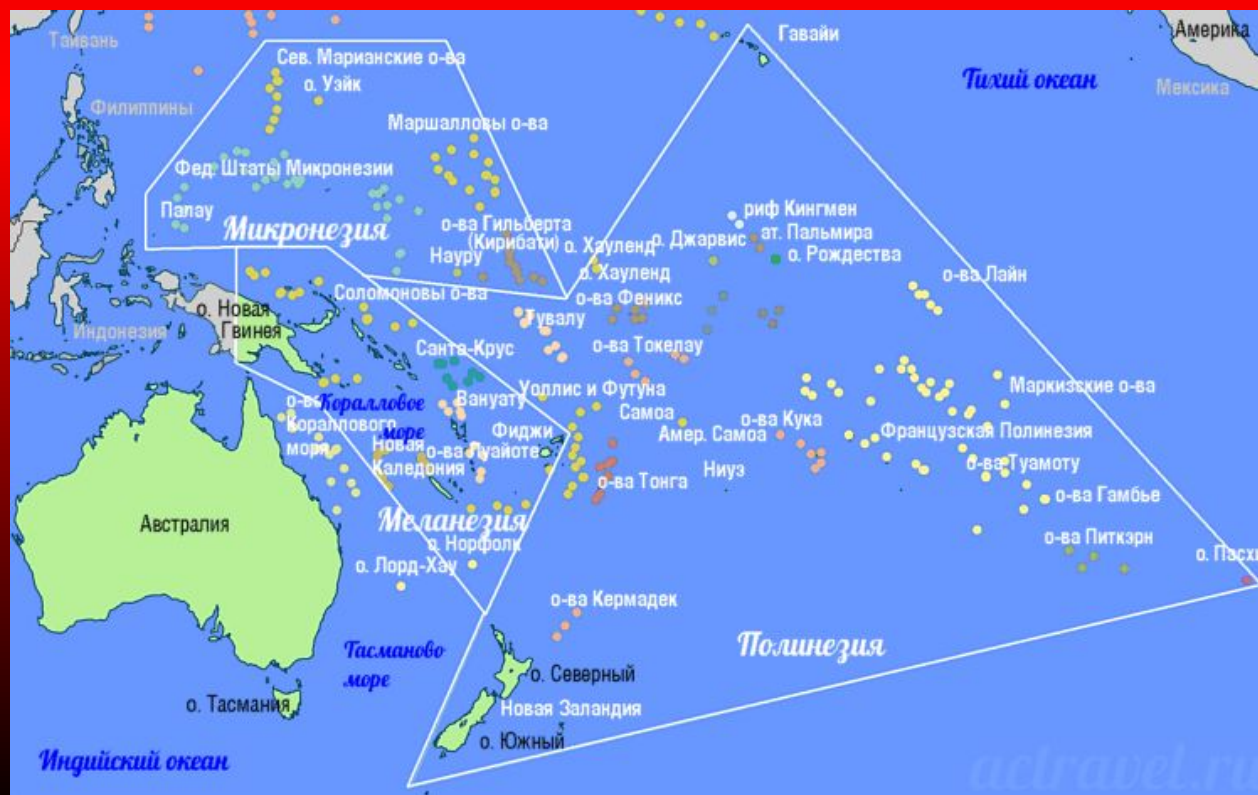 Тайвань
Гавайи
Америка
Сев. Марианские о-ва
о. Уэйк
Тихий океан
Мексика
Филиппины
Маршалловы о-ва
Фед. Штаты Микронезии
Палау
Микронезия
о-ва Гильберта
(Кирибати)
Науру
о. Хауленд
о. Хауленд
о. Джарвис
риф Кингмен
ат. Пальмира
о. Рождества
о-ва Лайн
о-ва Феникс
Соломоновы о-ва
о. Новая
Гвинея
Индонезия
Тувалу
о-ва Токелау
Санта-Крус
Уоллис и Футуна
Маркизские о-ва
о-ва
Кораллового
моря
Коралловое
море
Вануату
Самоа
Фиджи
Амер. Самоа
о-ва Кука
Французская Полинезия
Новая
Каледония
о-ва Луайоте
о-ва Тонга
Ниуэ
о-ва Туамоту
о-ва Гамбье
Австралия
Меланезия
о. Норфолк
о. Лорд-Хау
о-ва Питкэрн
о. Пасхи
о-ва Кермадек
Полинезия
Тасманово
море
о. Северный
о. Тасмания
Новая Заландия
о. Южный
Индийский океан
actravel.ru